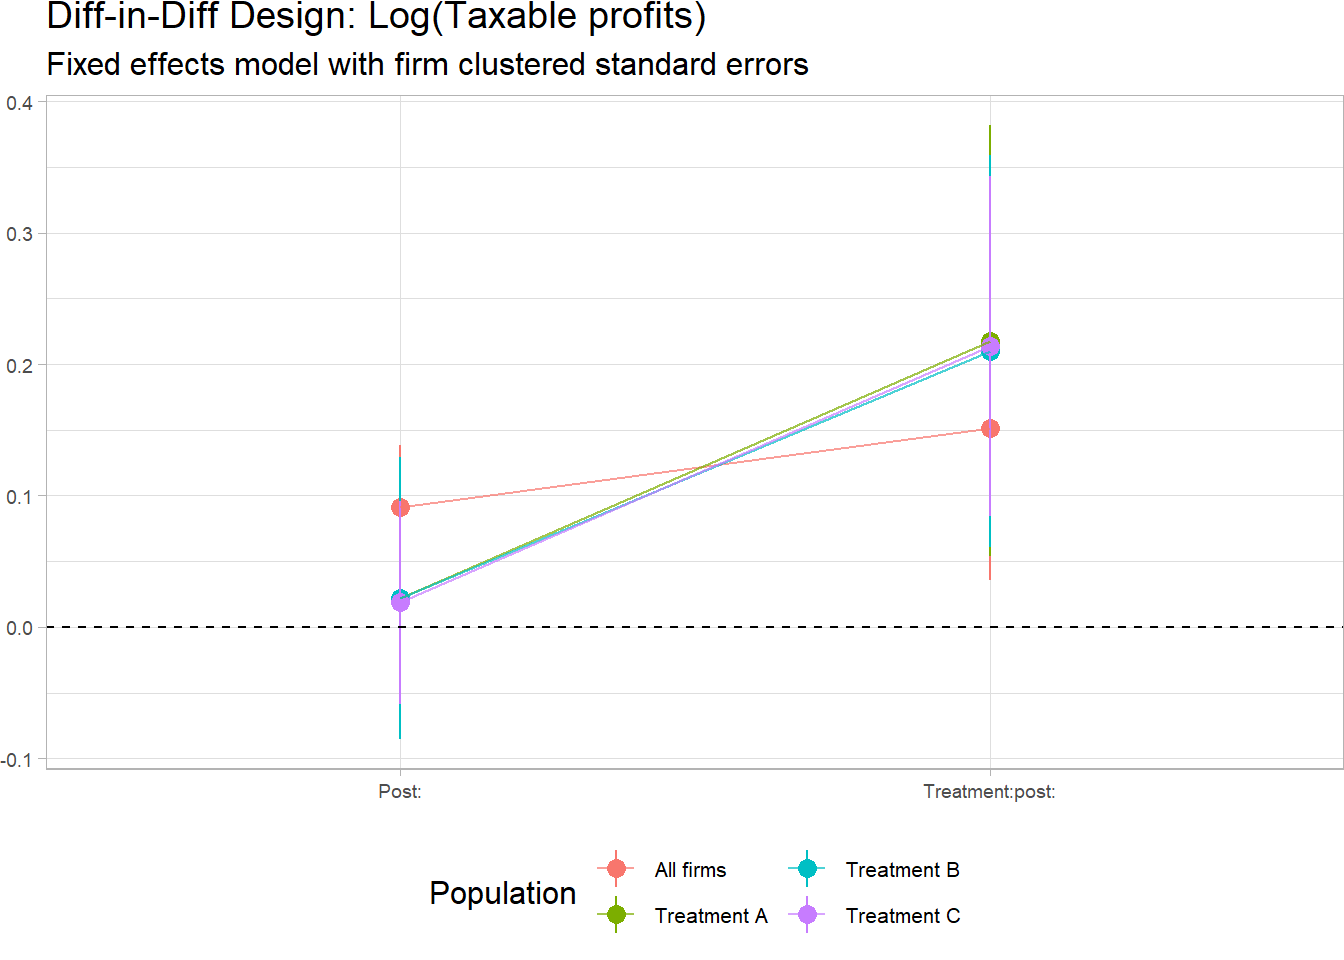 Diff-in-Diff Design: Log(Taxable profits)
Fixed effects model with firm clustered standard errors
0.4
0.3
0.2
0.1
0.0
-0.1
Post:
Treatment:post:
Population
All firms
Treatment A
Treatment B
Treatment C